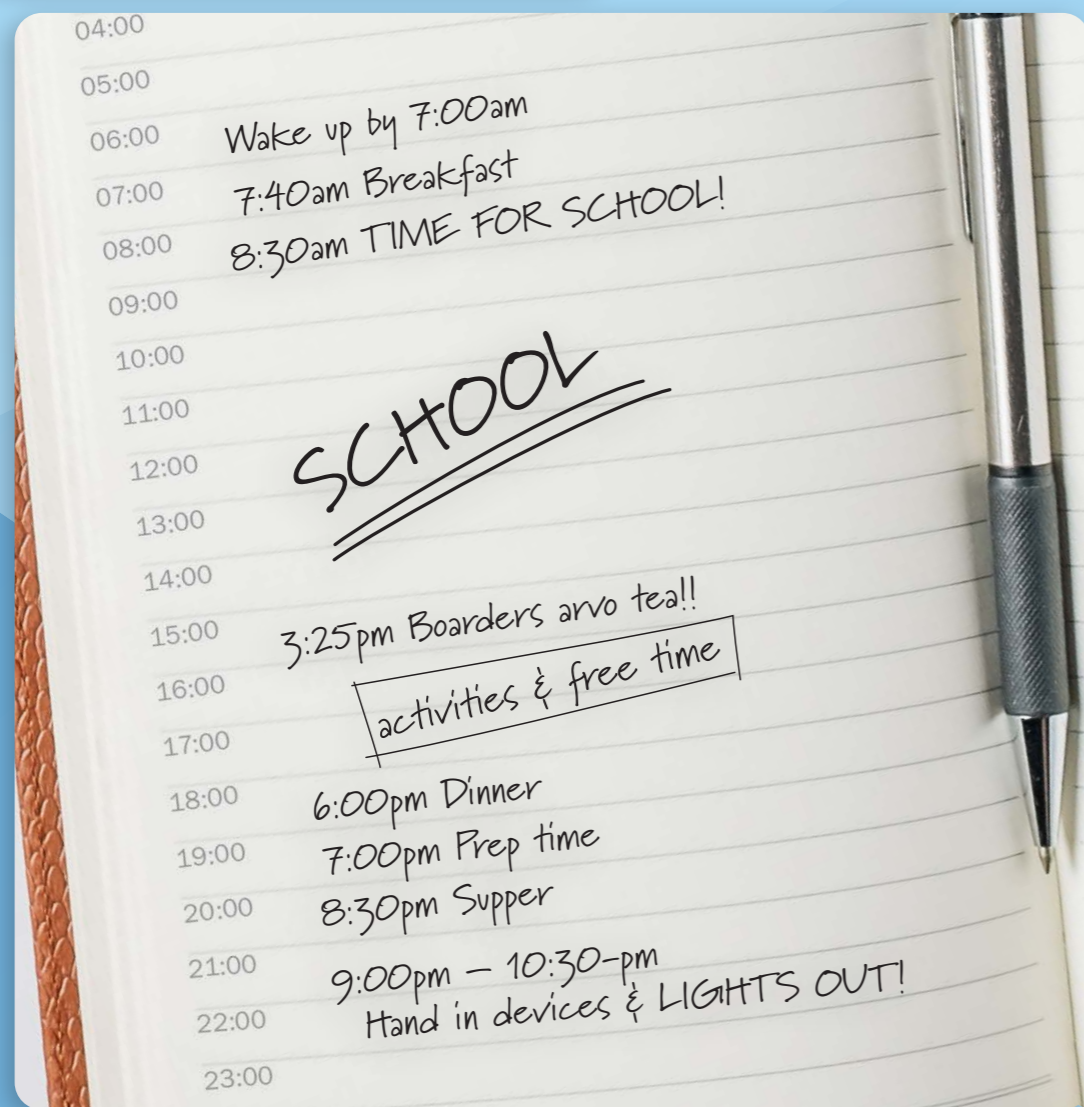 04:00
05:00
06:00 Wake up by 7:00am
07:00 7:40am Breakfast
08:00 8:30am TIME FOR SCHOOL!
09:00
10:00
11:00
SCHOOL
12:00
13:00
14:00
15:00 3:25pm Boarders arvo tea!!
16:00
activities & free time
17:00
18:00 6:00pm Dinner
19:00 7:00pm Prep time
20:00 8:30pm Supper
21:00 9:00pm – 10:30-pm
22:00 Hand in devices & LIGHTS OUT!
23:00